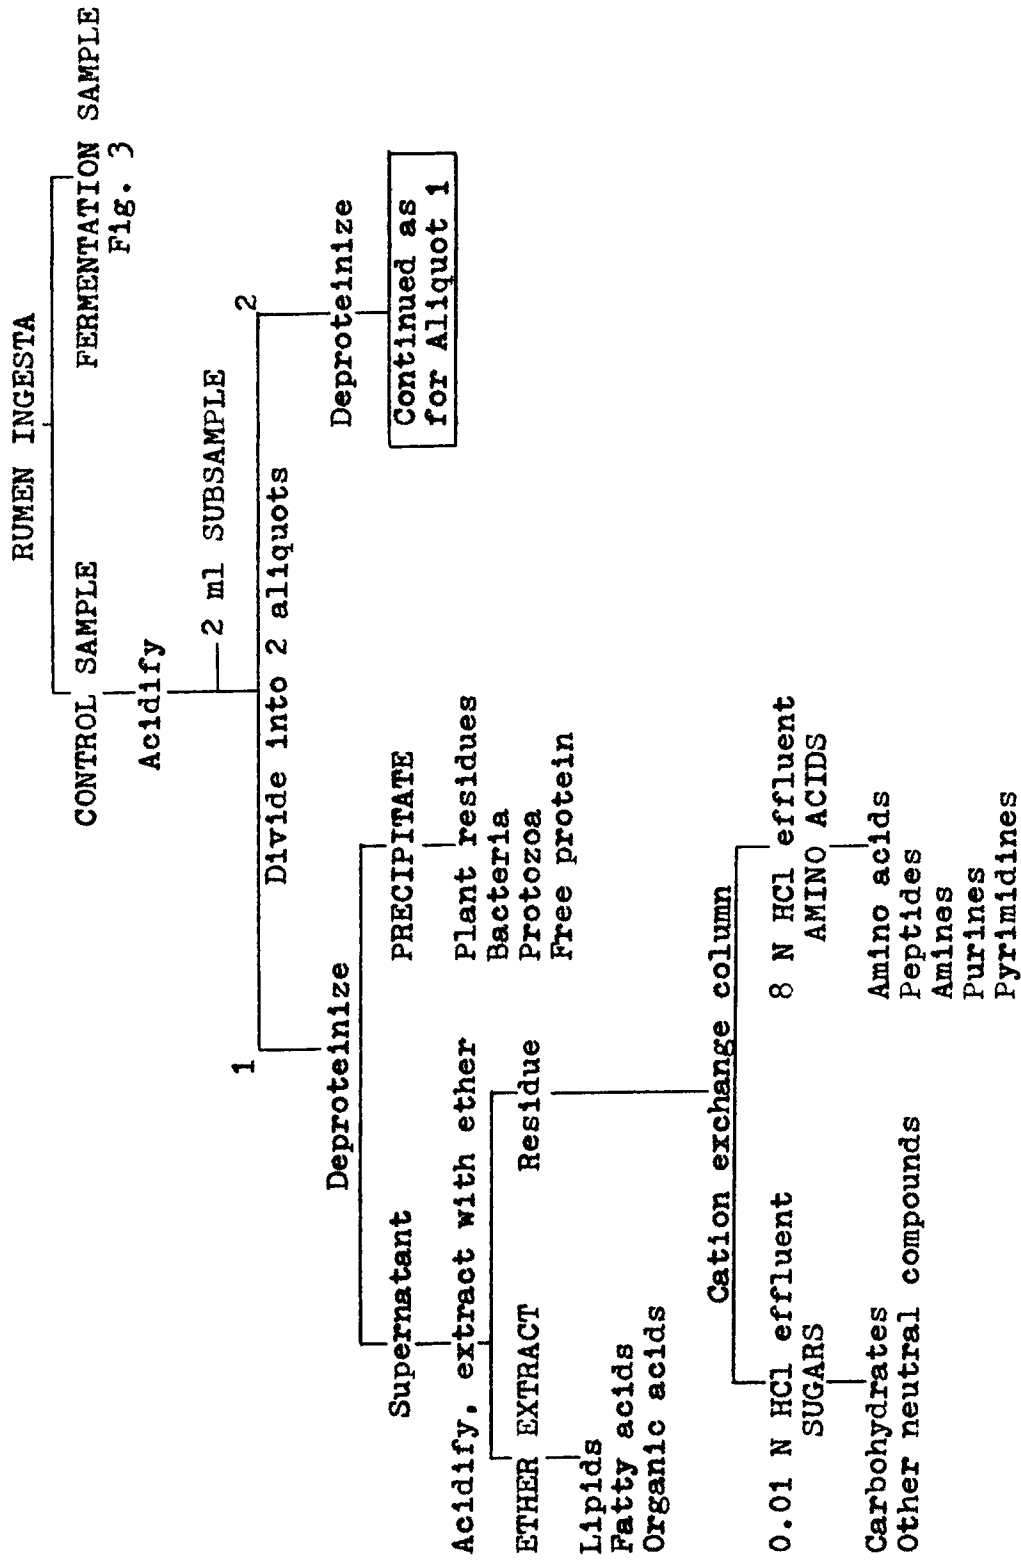 RUMEN INGESTA
CONTROL SAMPLE
FERMENTATION SAMPLE
Fig. 3
Acidify
2 ml SUBSAMPLE
Divide into 2 aliquots
1
2
Deproteinize
Deproteinize
Continued as
for Aliquot 1
Supernatant
PRECIPITATE
Plant residues
Bacteria
Protozoa
Free protein
Acidify, extract with ether
ETHER EXTRACT
Residue
Lipids
Fatty acids
Organic acids
Cation exchange column
0.01 N HCl effluent
SUGARS
8 N HCl effluent
AMINO ACIDS
Carbohydrates
Other neutral compounds
Amino acids
Peptides
Amines
Purines
Pyrimidines